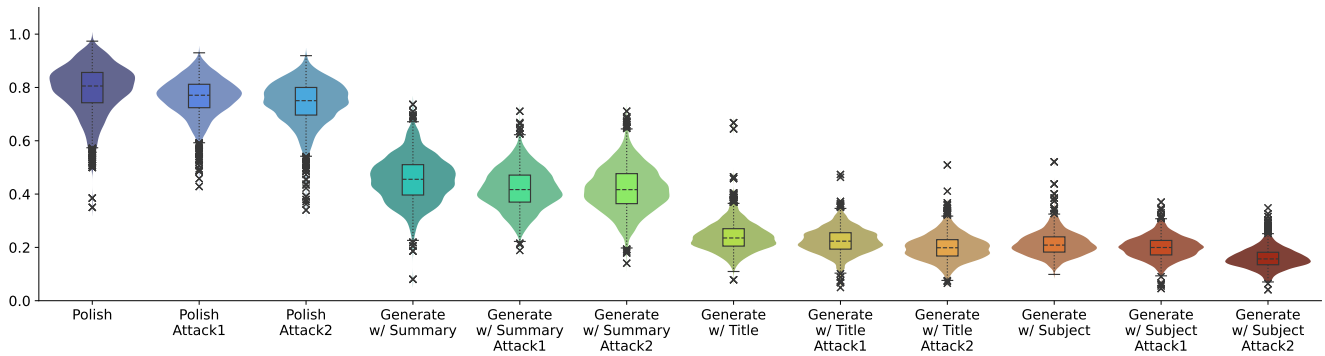 1.0
0.8
0.6
0.4
0.2
0.0
Polish
Polish
Attack1
Polish
Attack2
Generate
w/ Summary
Generate
w/ Summary
Attack1
Generate
w/ Summary
Attack2
Generate
w/ Title
Generate
w/ Title
Attack1
Generate
w/ Title
Attack2
Generate
w/ Subject
Generate
w/ Subject
Attack1
Generate
w/ Subject
Attack2